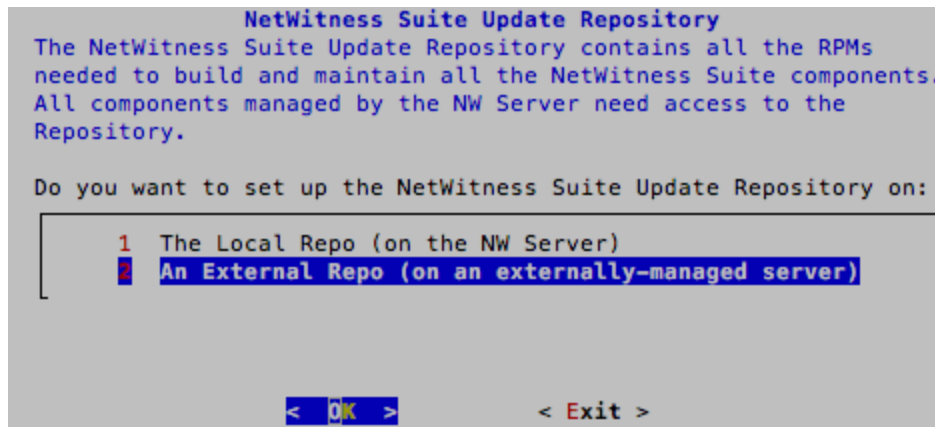 NetWitness Suite Update Repository
The NetWitness Suite Update Repository contains all the RPMs
needed to build and maintain all the NetWitness Suite components.
All components managed by the NW Server need access to the
Repository.
Do you want to set up the NetWitness Suite Update Repository on:
1 The Local Repo (on the NW Server)
2 An External Repo (on an externally-managed server)
< OK > < Exit >